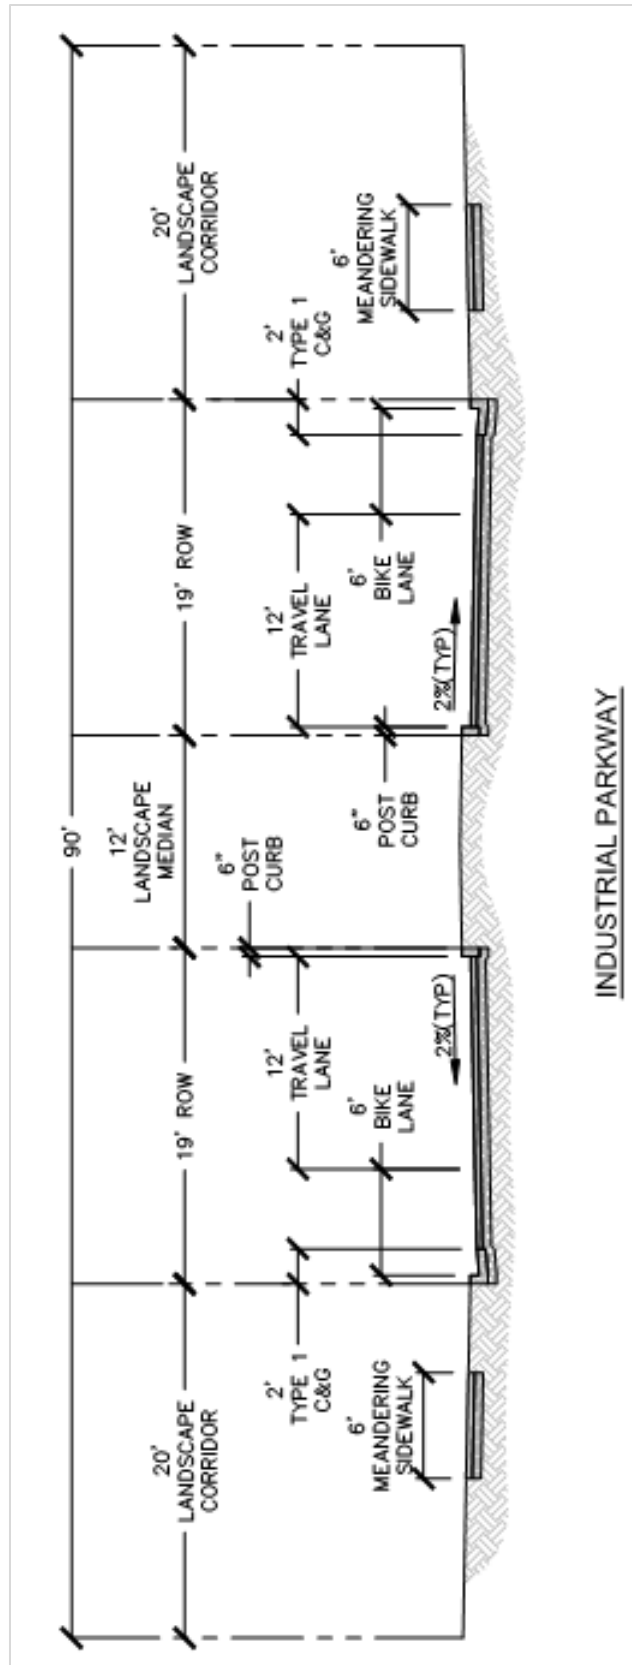 90'
20'
LANDSCAPE
CORRIDOR
19' ROW
12'
LANDSCAPE
MEDIAN
19' ROW
20'
LANDSCAPE
CORRIDOR
2'
TYPE 1
C&G
12'
TRAVEL
LANE
6"
POST
CURB
12'
TRAVEL
LANE
2'
TYPE 1
C&G
6'
MEANDERING
SIDEWALK
6'
BIKE
LANE
6"
POST
CURB
6'
BIKE
LANE
6'
MEANDERING
SIDEWALK
2%(TYP)
2%(TYP)
INDUSTRIAL PARKWAY